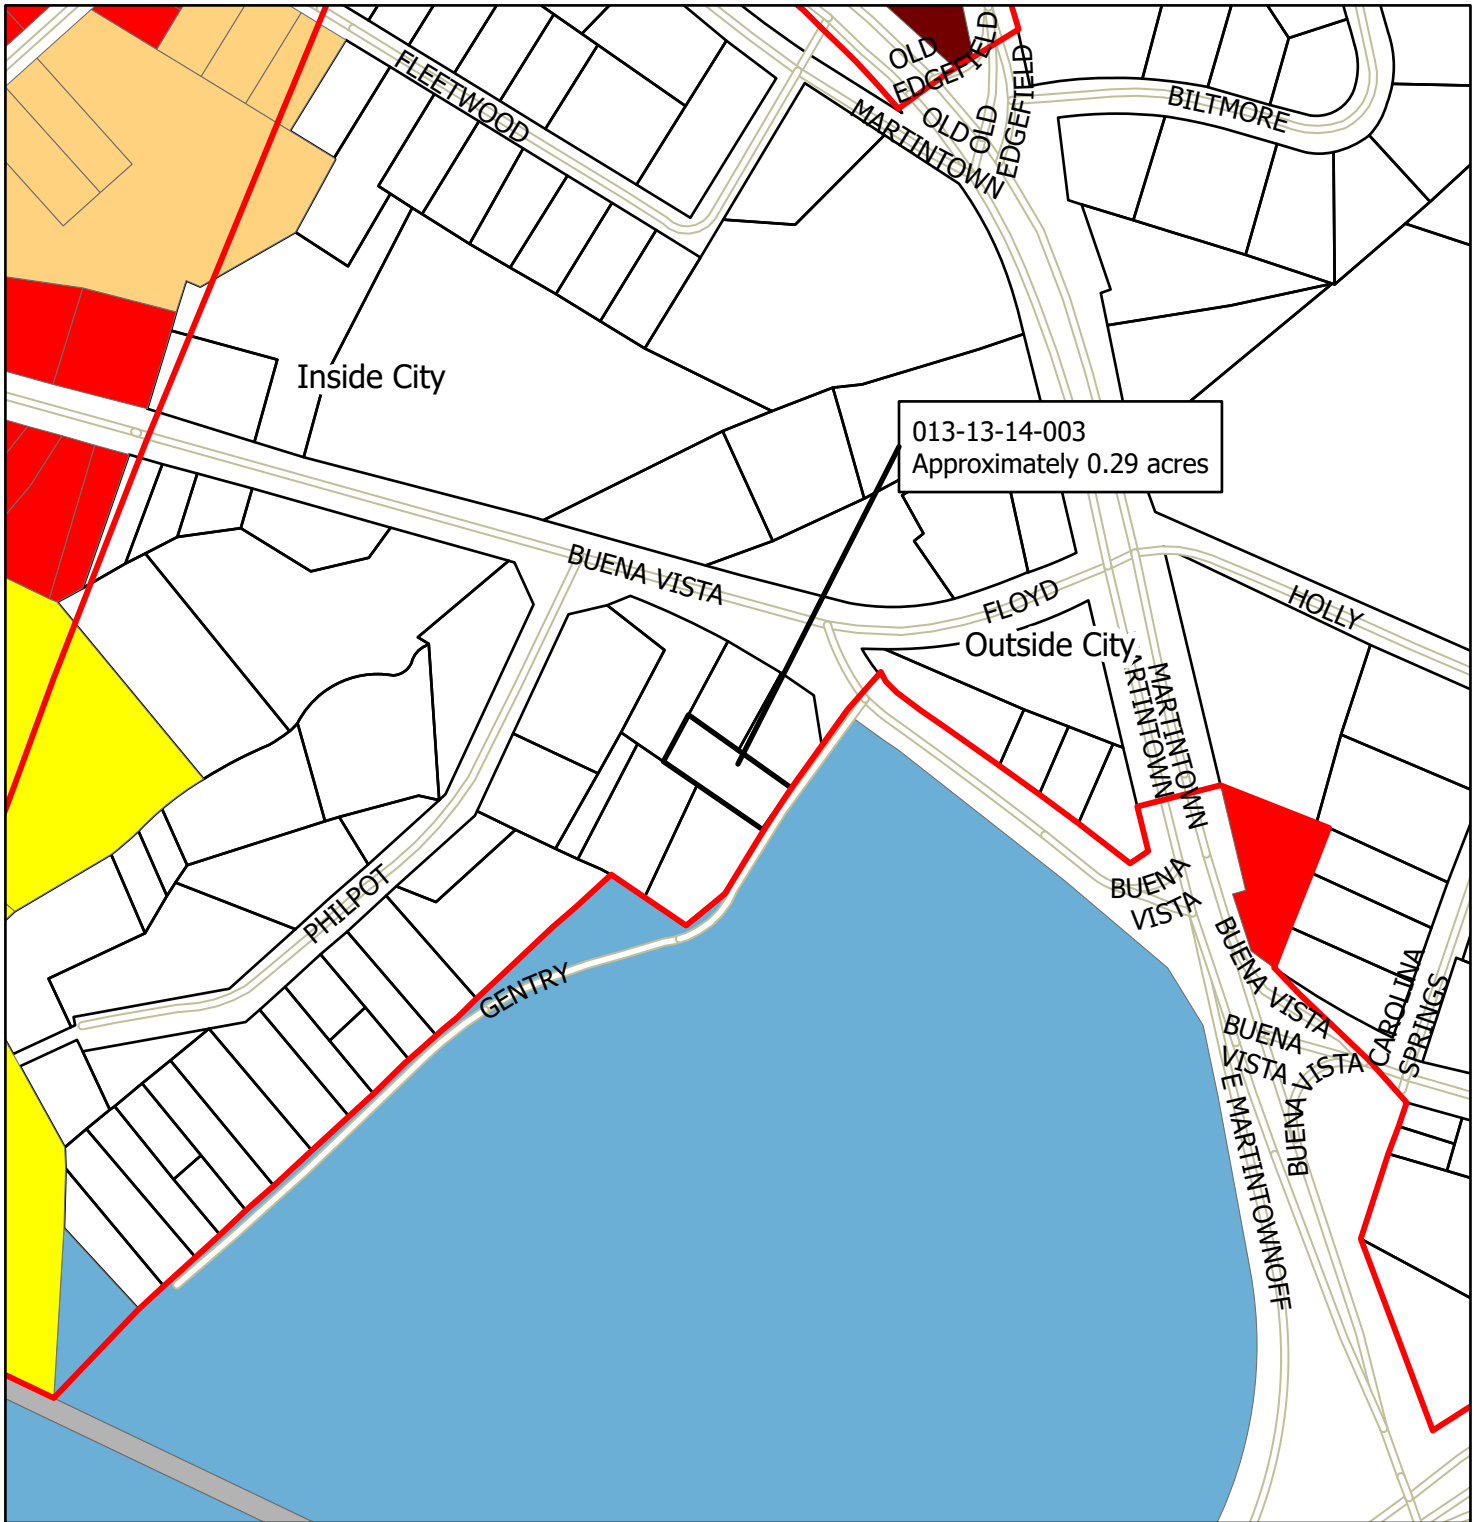 OLD
EDGEFIELD
EDGEFIELD
OLD
OLD
FLEETWOOD
MARTINTOWN
BILTMORE
Inside City
013-13-14-003
Approximately 0.29 acres
BUENA VISTA
FLOYD
HOLLY
Outside City
MARTINTOWN
BUENA
VISTA
PHILPOT
GENTRY
BUENA VISTA
CAROLINA
SPRINGS
BUENA
VISTA
BUENA VISTA
E MARTINTOWNOFF